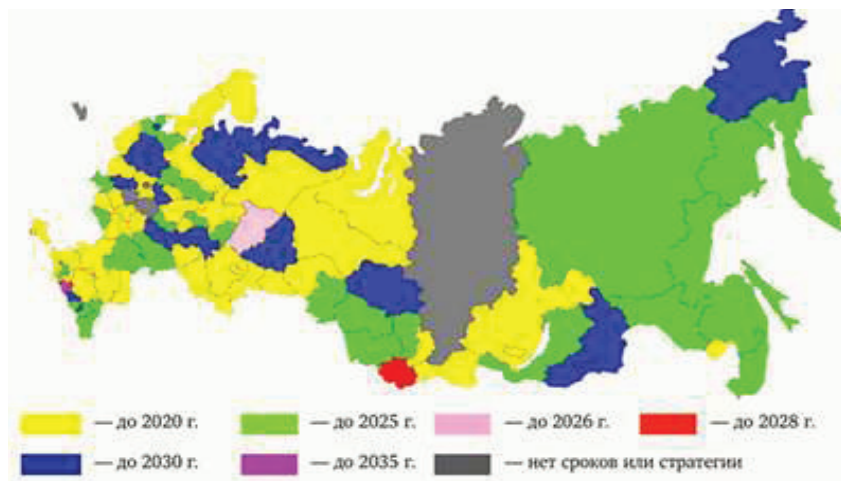 — до 2020 г. — до 2025 г. — до 2026 г. — до 2028 г.
— до 2030 г. — до 2035 г. — нет сроков или стратегии